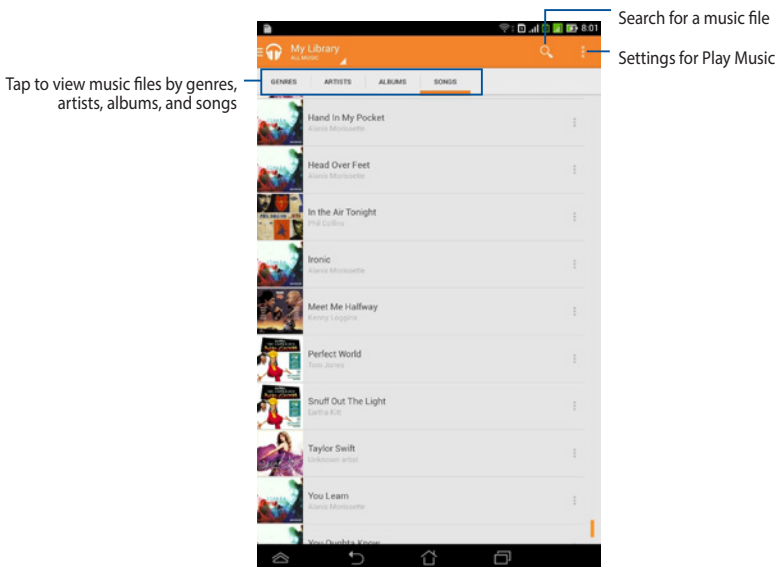 Search for a music file
Settings for Play Music
Tap to view music files by genres,
artists, albums, and songs
8:01
My Library
ALL MUSIC
GENRES ARTISTS ALBUMS SONGS
Hand In My Pocket
Alanis Morissette
Head Over Feet
Alanis Morissette
In the Air Tonight
Phil Collins
Ironic
Alanis Morissette
Meet Me Halfway
Kenny Loggins
Perfect World
Tom Jones
Snuff Out The Light
Eartha Kitt
Taylor Swift
Unknown artist
You Learn
Alanis Morissette
You Oughta Know